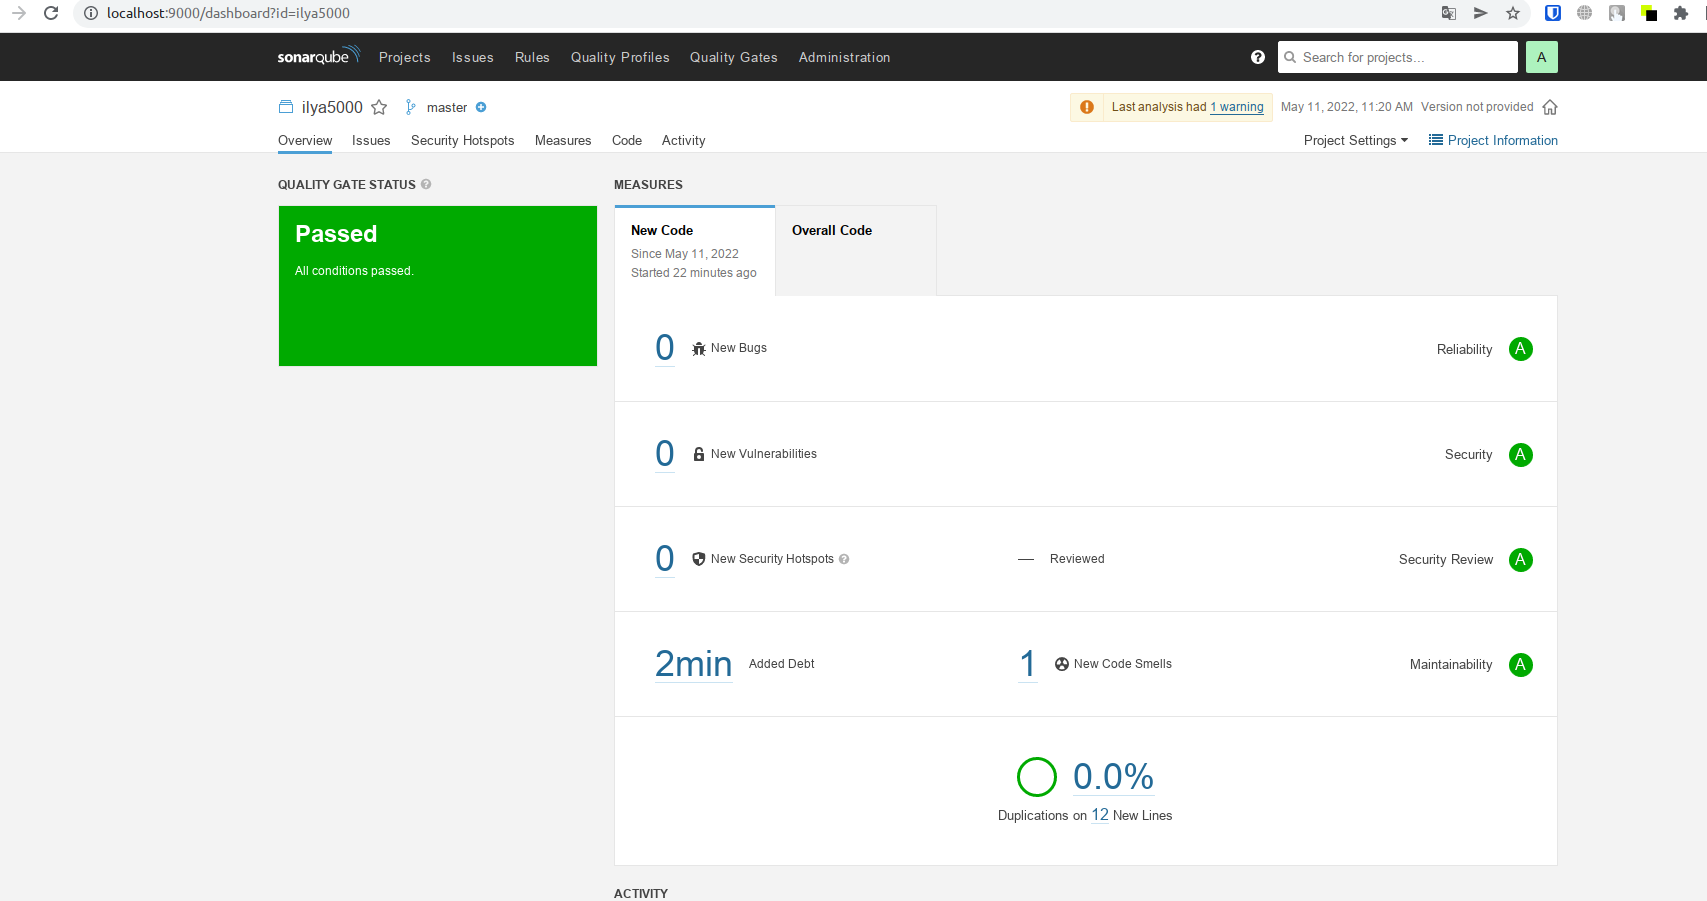 localhost:9000/dashboard?id=ilya5000
sonarqube Projects Issues Rules Quality Profiles Quality Gates Administration Search for projects... A
ilya5000 master Last analysis had 1 warning May 11, 2022, 11:20 AM Version not provided
Overview Issues Security Hotspots Measures Code Activity Project Settings Project Information
QUALITY GATE STATUS
Passed
All conditions passed.
MEASURES
New Code
Since May 11, 2022
Started 22 minutes ago
Overall Code
0 New Bugs Reliability A
0 New Vulnerabilities Security A
0 New Security Hotspots — Reviewed Security Review A
2min Added Debt 1 New Code Smells Maintainability A
0.0%
Duplications on 12 New Lines
ACTIVITY